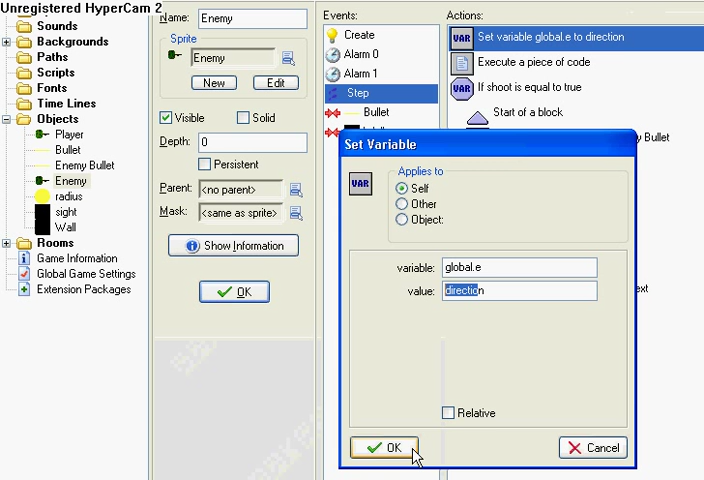 Unregistered HyperCam 2
Sounds
Backgrounds
Paths
Scripts
Fonts
Time Lines
Objects
Player
Bullet
Enemy Bullet
Enemy
radius
sight
Wall
Rooms
Game Information
Global Game Settings
Extension Packages
Name: Enemy
Sprite
Enemy
New Edit
Visible Solid
Depth: 0
Persistent
Parent: <no parent>
Mask: <same as sprite>
Show Information
OK
Events:
Create
Alarm 0
Alarm 1
Step
Bullet
Actions:
VAR Set variable global.e to direction
Execute a piece of code
VAR If shoot is equal to true
Start of a block
y Bullet
ext
Set Variable
VAR
Applies to
Self
Other
Object:
variable: global.e
value: direction
Relative
OK Cancel